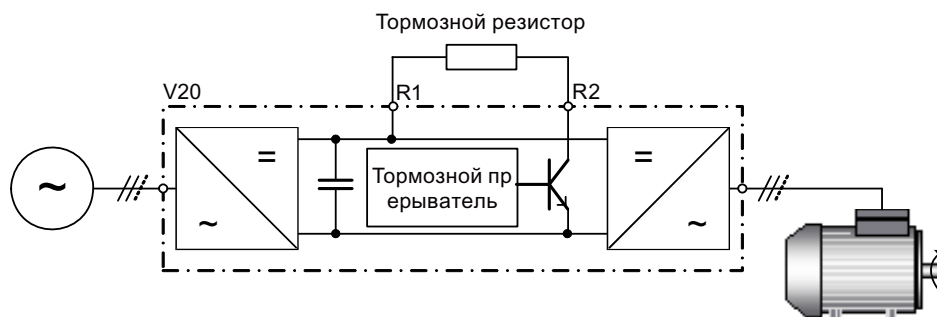 Тормозной резистор
V20
R1
R2
=
=
Тормозной пр
ерыватель
~
~
~